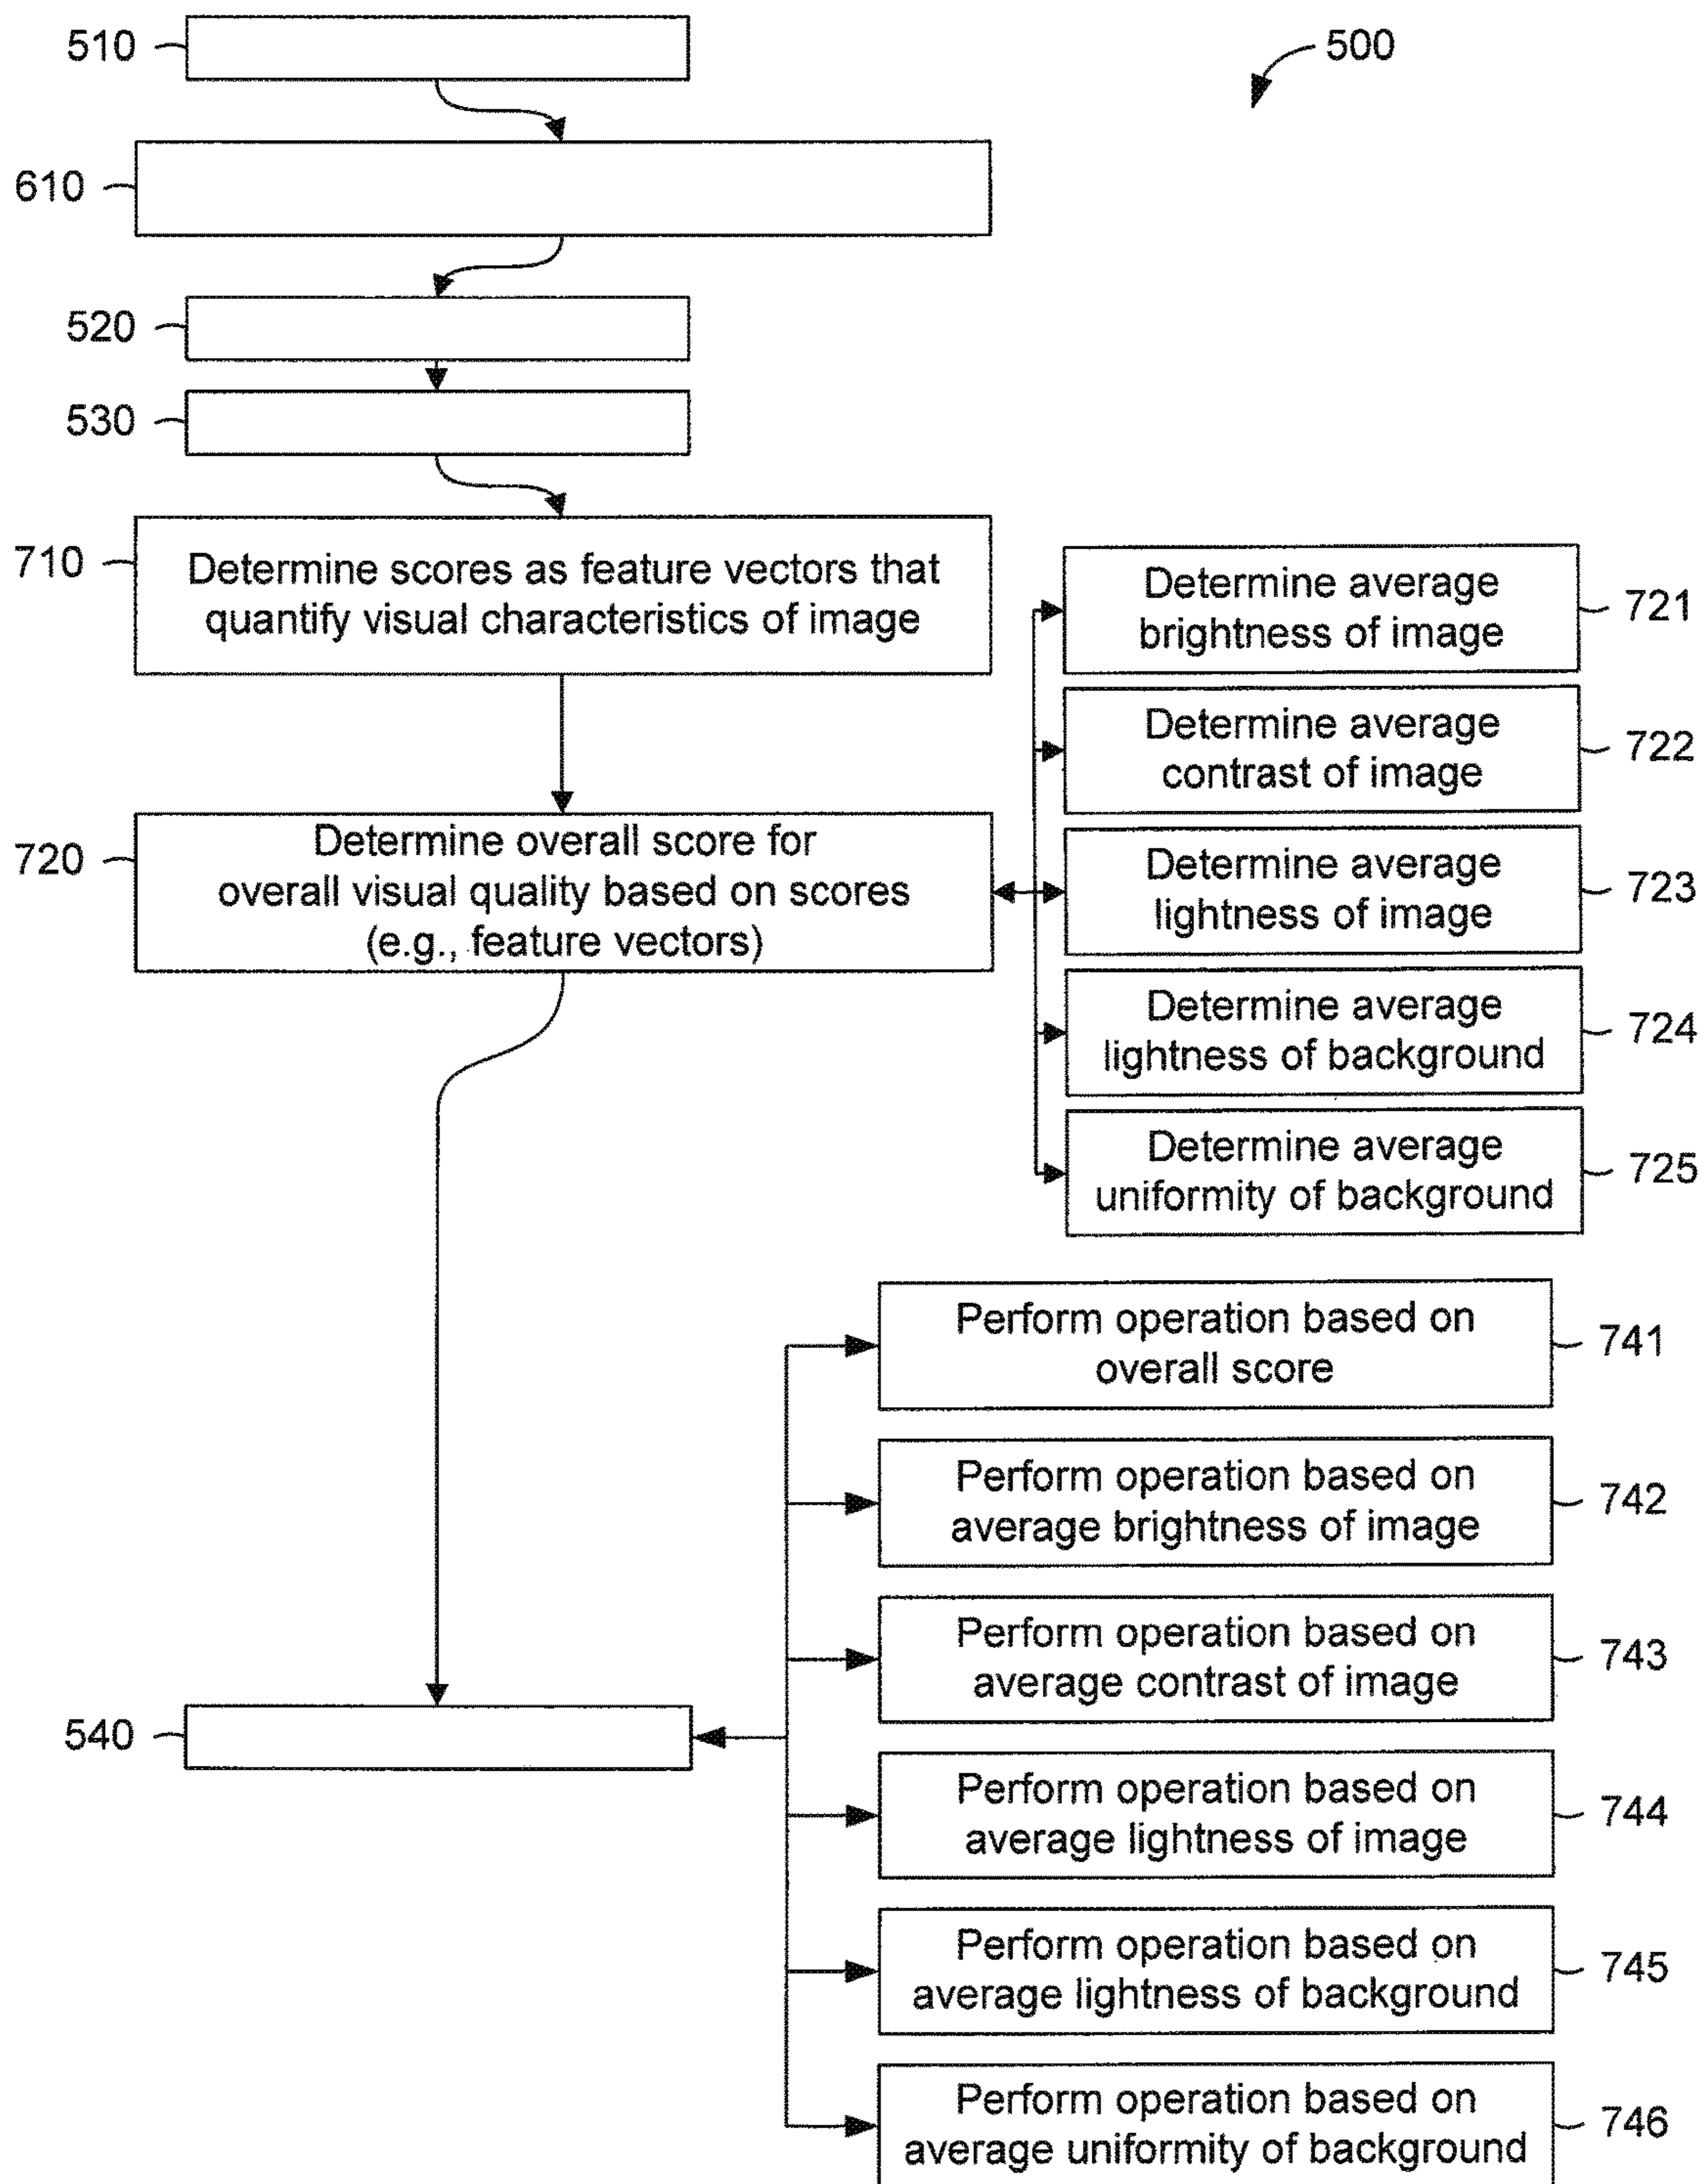 510
500
610
520
530
710
Determine scores as feature vectors that
quantify visual characteristics of image
Determine average
brightness of image
721
Determine average
contrast of image
722
720
Determine overall score for
overall visual quality based on scores
(e.g., feature vectors)
Determine average
lightness of image
723
Determine average
lightness of background
724
Determine average
uniformity of background
725
Perform operation based on
overall score
741
Perform operation based on
average brightness of image
742
Perform operation based on
average contrast of image
743
540
Perform operation based on
average lightness of image
744
Perform operation based on
average lightness of background
745
Perform operation based on
average uniformity of background
746